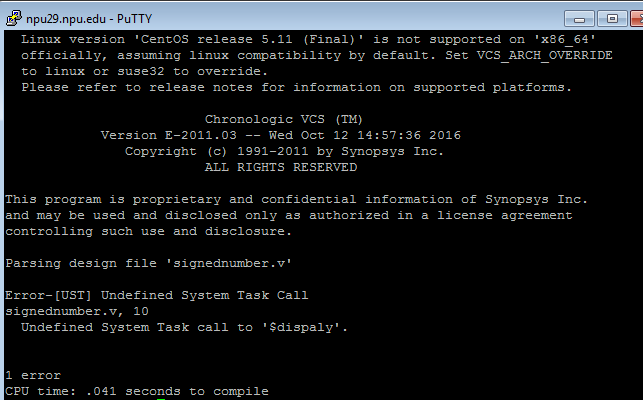 npu29.npu.edu - PuTTY
Linux version 'CentOS release 5.11 (Final)' is not supported on 'x86_64'
officially, assuming linux compatibility by default. Set VCS_ARCH_OVERRIDE
to linux or suse32 to override.
Please refer to release notes for information on supported platforms.
Chronologic VCS (TM)
Version E-2011.03 -- Wed Oct 12 14:57:36 2016
Copyright (c) 1991-2011 by Synopsys Inc.
ALL RIGHTS RESERVED
This program is proprietary and confidential information of Synopsys Inc.
and may be used and disclosed only as authorized in a license agreement
controlling such use and disclosure.
Parsing design file 'signednumber.v'
Error-[UST] Undefined System Task Call
signednumber.v, 10
Undefined System Task call to '$dispaly'.
1 error
CPU time: .041 seconds to compile